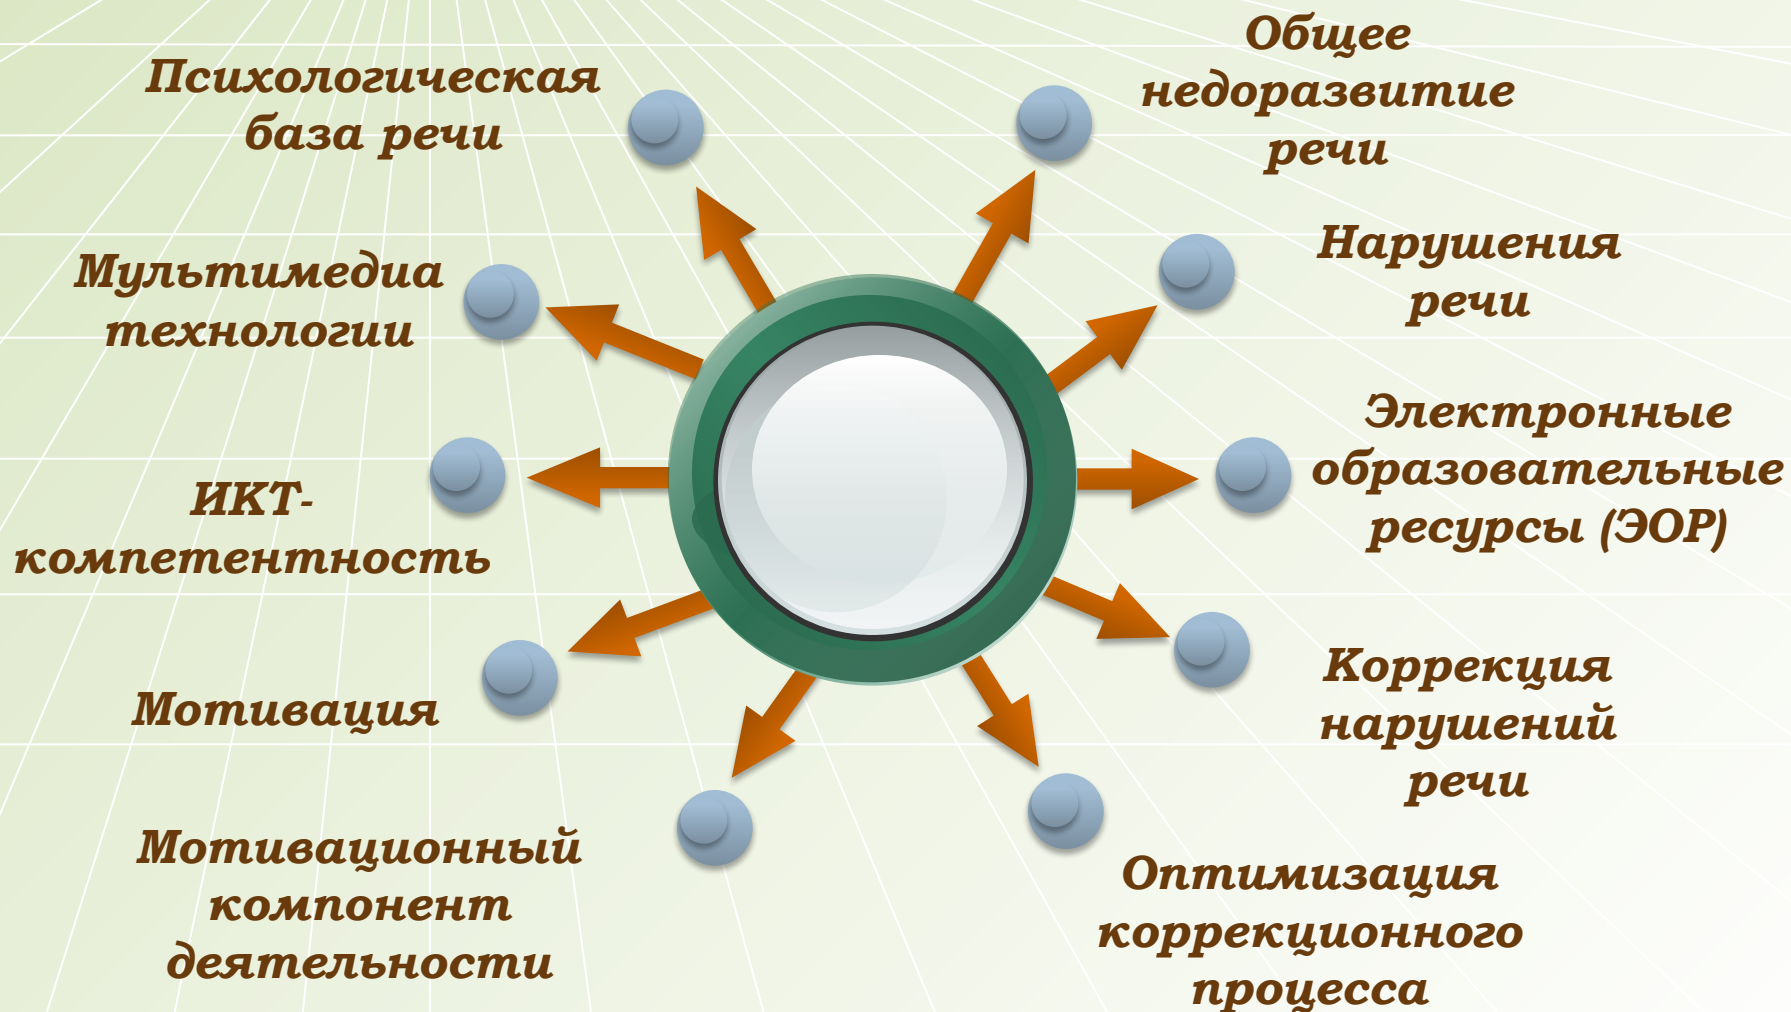 Психологическая
база речи
Мультимедиа
технологии
ИКТ-
компетентность
Мотивация
Мотивационный
компонент
деятельности
Общее
недоразвитие
речи
Нарушения
речи
Электронные
образовательные
ресурсы (ЭОР)
Коррекция
нарушений
речи
Оптимизация
коррекционного
процесса